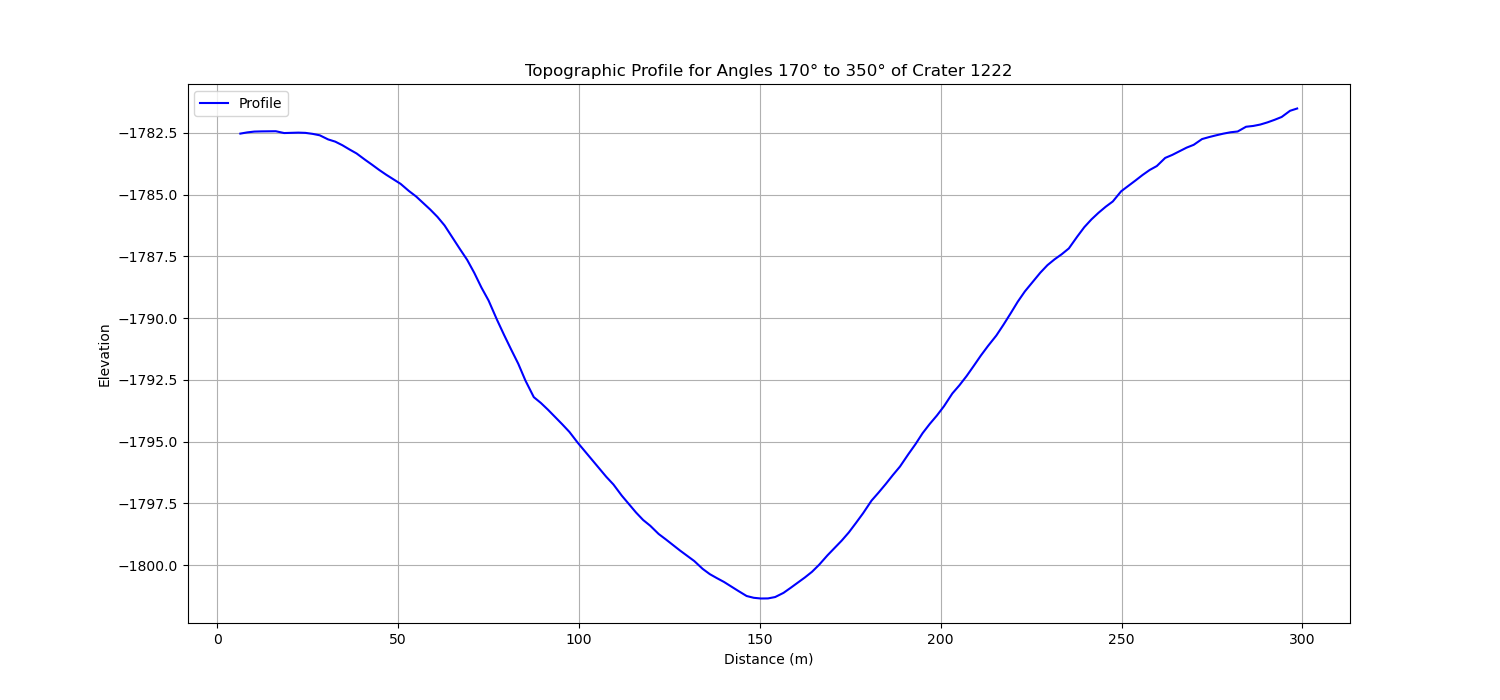 Topographic Profile for Angles 170° to 350° of Crater 1222
Profile
−1782.5
−1785.0
−1787.5
−1790.0
−1792.5
−1795.0
−1797.5
−1800.0
Elevation
0 50 100 150 200 250 300
Distance (m)